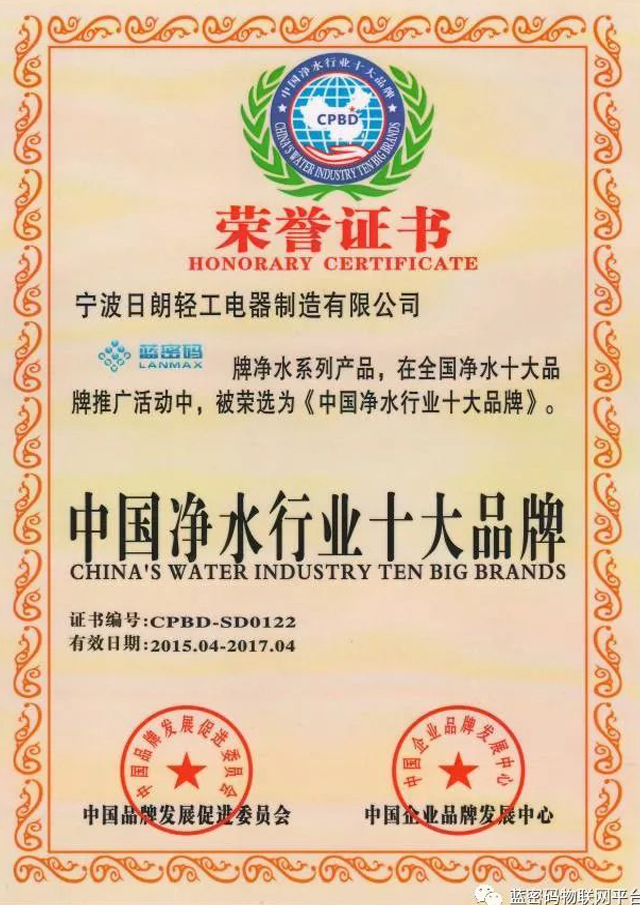 中国净水行业十大品牌
CPBD
CHINA'S WATER INDUSTRY TEN BIG BRANDS
荣誉证书
HONORARY CERTIFICATE
宁波日朗轻工电器制造有限公司
蓝密码
LANMAX
牌净水系列产品，在全国净水十大品
牌推广活动中，被荣选为《中国净水行业十大品牌》。
中国净水行业十大品牌
CHINA'S WATER INDUSTRY TEN BIG BRANDS
证书编号:CPBD-SD0122
有效日期:2015.04-2017.04
中国品牌发展促进委员会
中国企业品牌发展中心
中国品牌发展促进委员会
中国企业品牌发展中心
蓝密码物联网平台